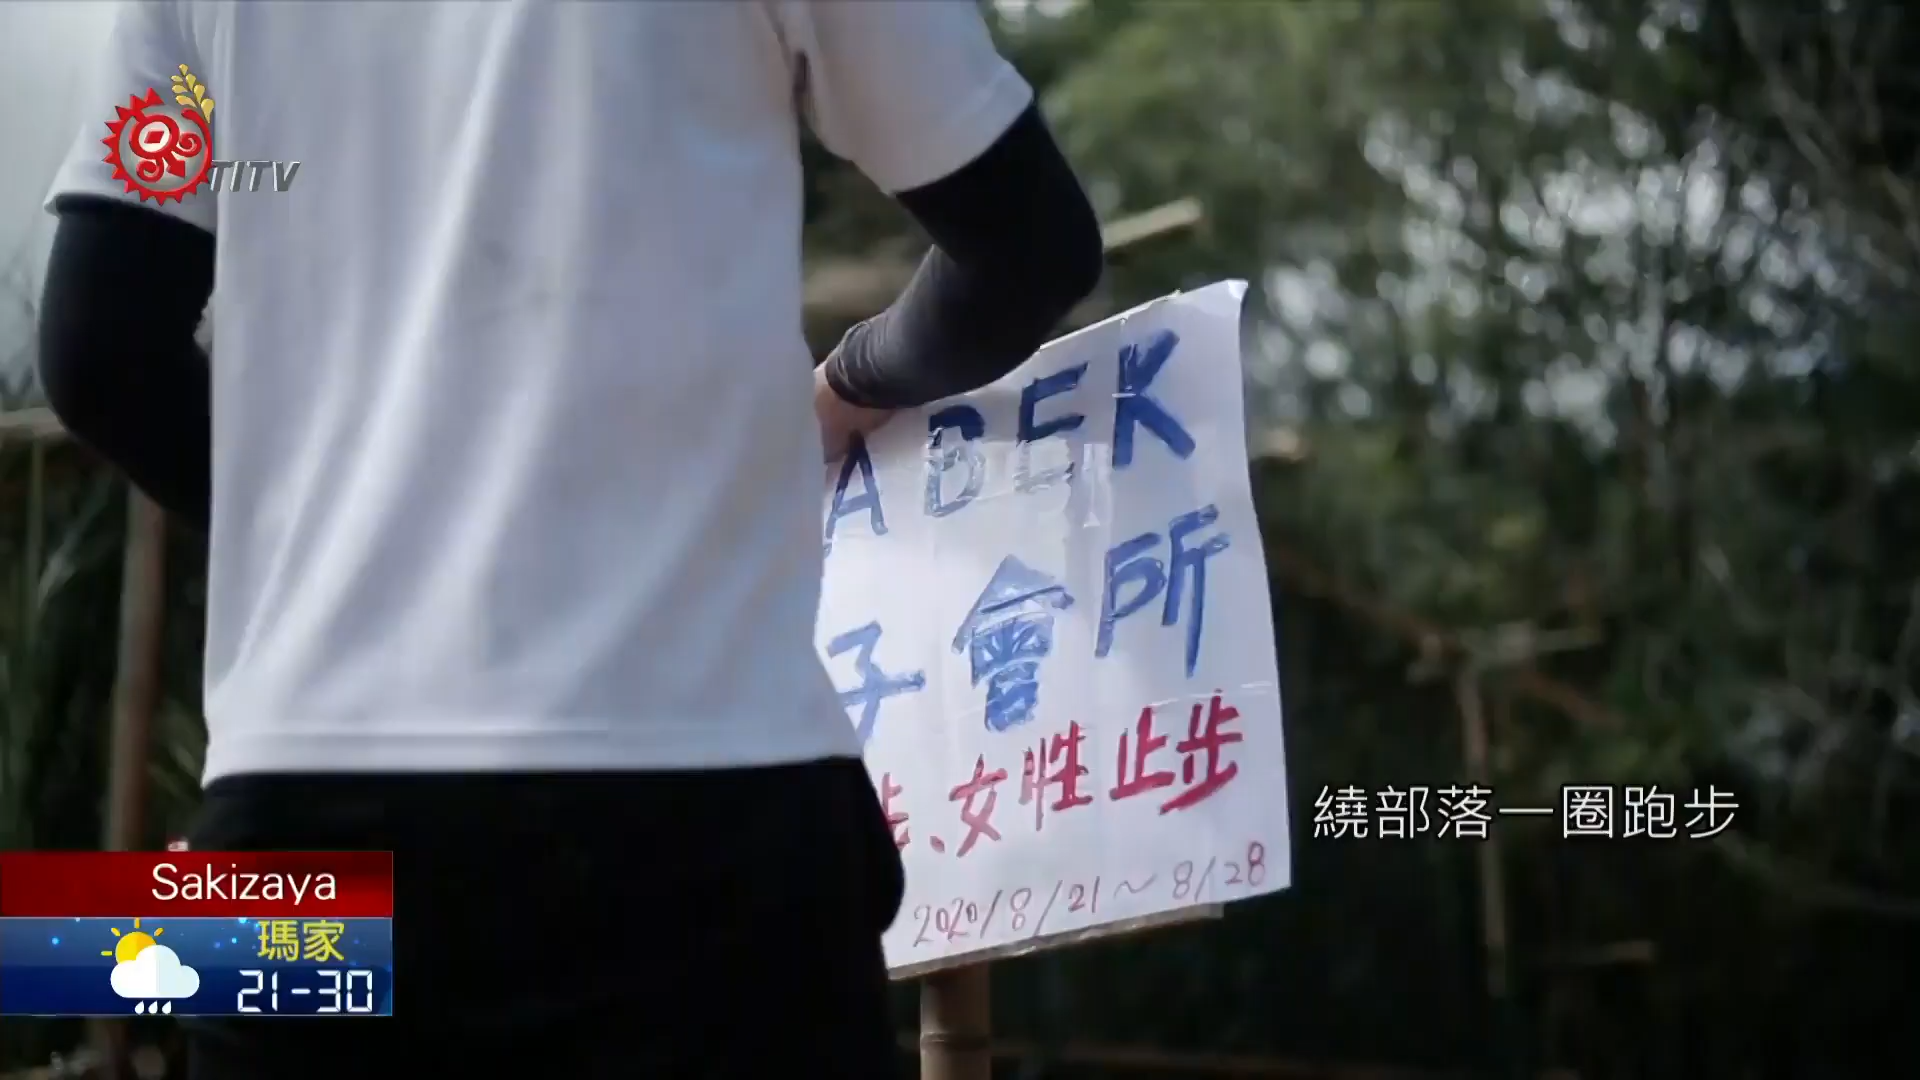 TITV
ABEK
子會所
步、女性止步
2020/8/21~8/28
繞部落一圈跑步
Sakizaya
瑪家
21-30